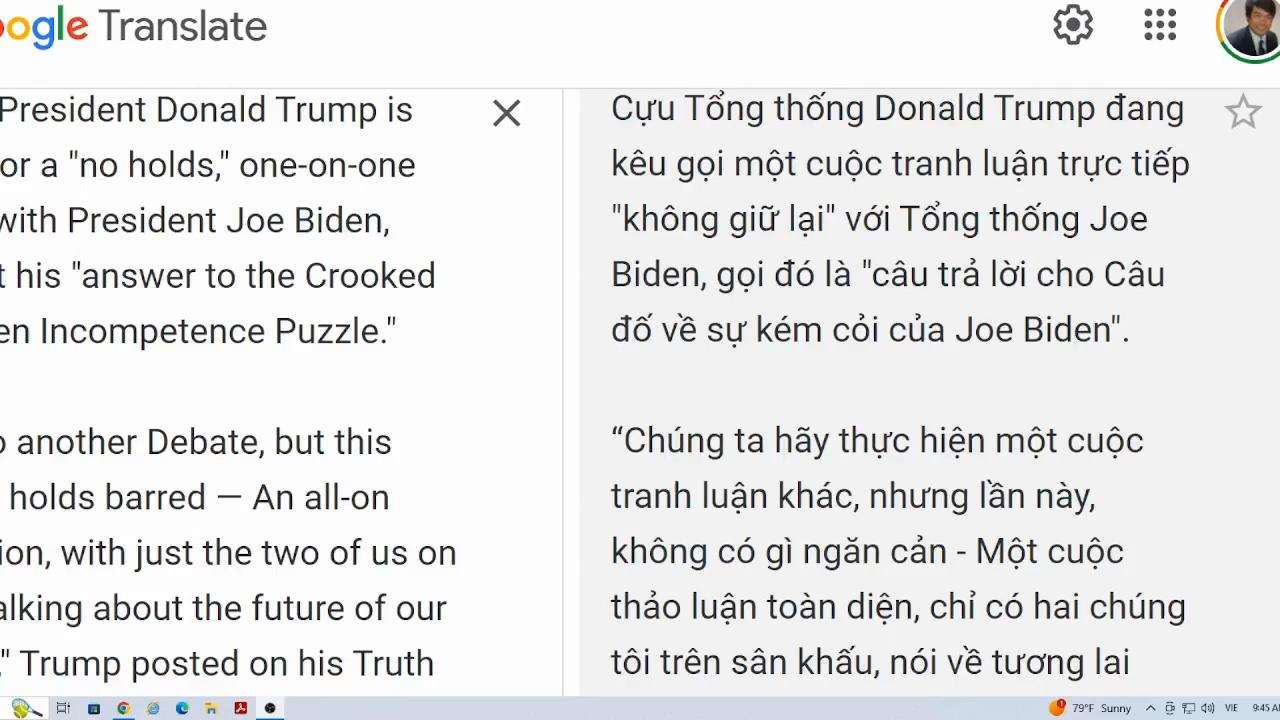 ogle Translate
President Donald Trump is
or a "no holds," one-on-one
with President Joe Biden,
t his "answer to the Crooked
en Incompetence Puzzle."
o another Debate, but this
holds barred — An all-on
ion, with just the two of us on
alking about the future of our
," Trump posted on his Truth
Cựu Tổng thống Donald Trump đang
kêu gọi một cuộc tranh luận trực tiếp
"không giữ lại" với Tổng thống Joe
Biden, gọi đó là "câu trả lời cho Câu
đố về sự kém cỏi của Joe Biden".
“Chúng ta hãy thực hiện một cuộc
tranh luận khác, nhưng lần này,
không có gì ngăn cản - Một cuộc
thảo luận toàn diện, chỉ có hai chúng
tôi trên sân khấu, nói về tương lai
79°F Sunny
VIE
9:45 A